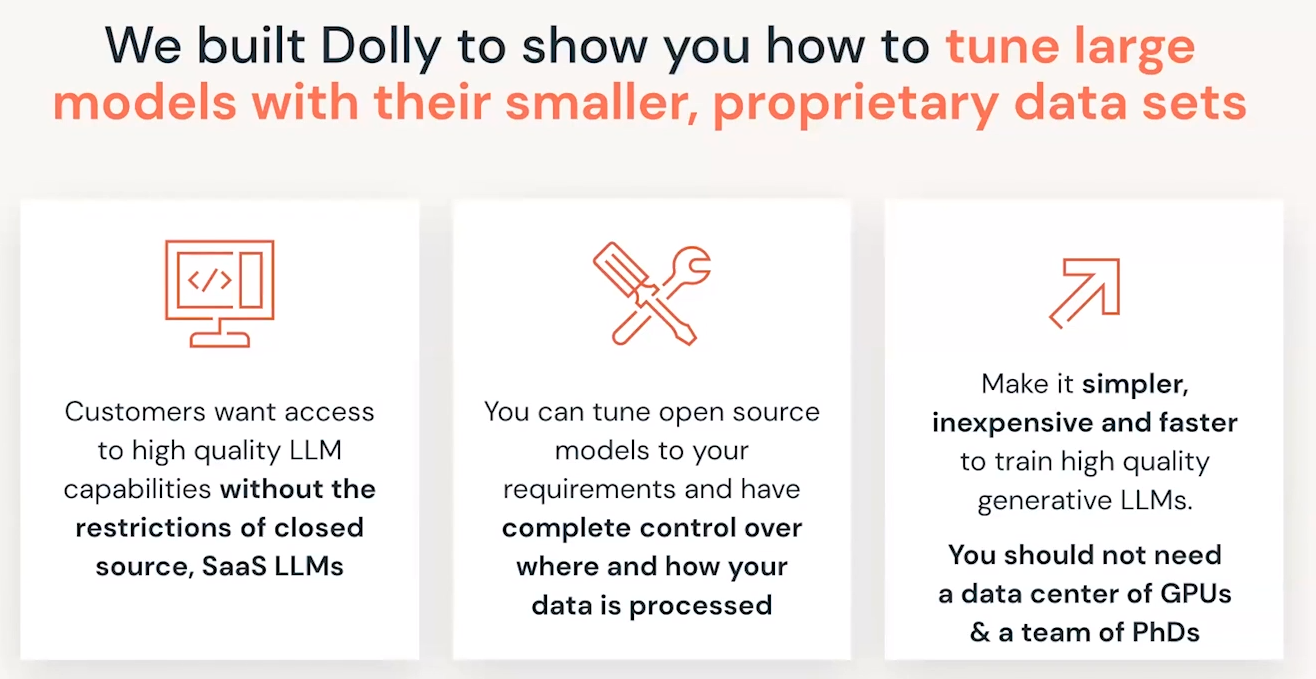 We built Dolly to show you how to tune large
models with their smaller, proprietary data sets
</>
Customers want access
to high quality LLM
capabilities without the
restrictions of closed
source, SaaS LLMs
You can tune open source
models to your
requirements and have
complete control over
where and how your
data is processed
Make it simpler,
inexpensive and faster
to train high quality
generative LLMs.
You should not need
a data center of GPUs
& a team of PhDs